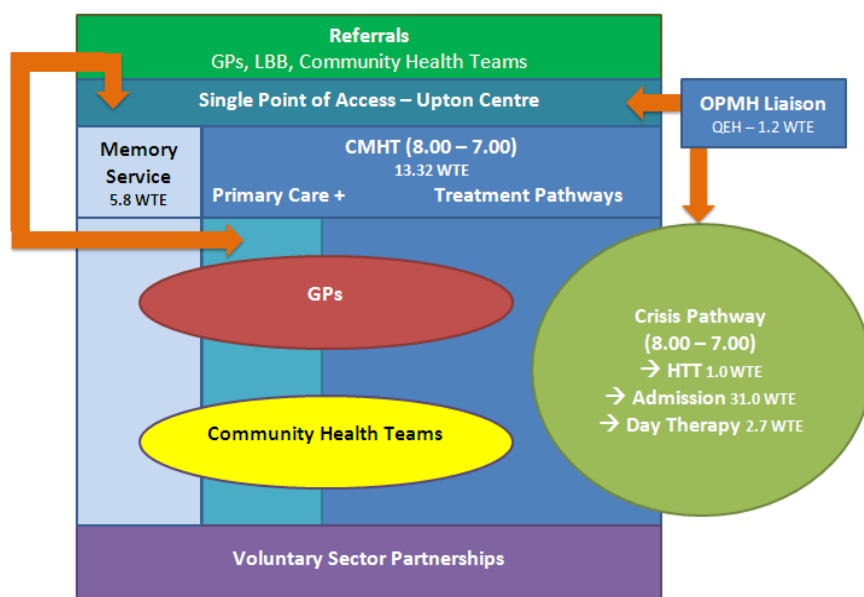 Referrals
GPs, LBB, Community Health Teams
Single Point of Access – Upton Centre
OPMH Liaison
QEH – 1.2 WTE
Memory
Service
5.8 WTE
CMHT (8.00 – 7.00)
13.32 WTE
Primary Care + Treatment Pathways
GPs
Crisis Pathway
(8.00 – 7.00)
→ HTT 1.0 WTE
→ Admission 31.0 WTE
→ Day Therapy 2.7 WTE
Community Health Teams
Voluntary Sector Partnerships